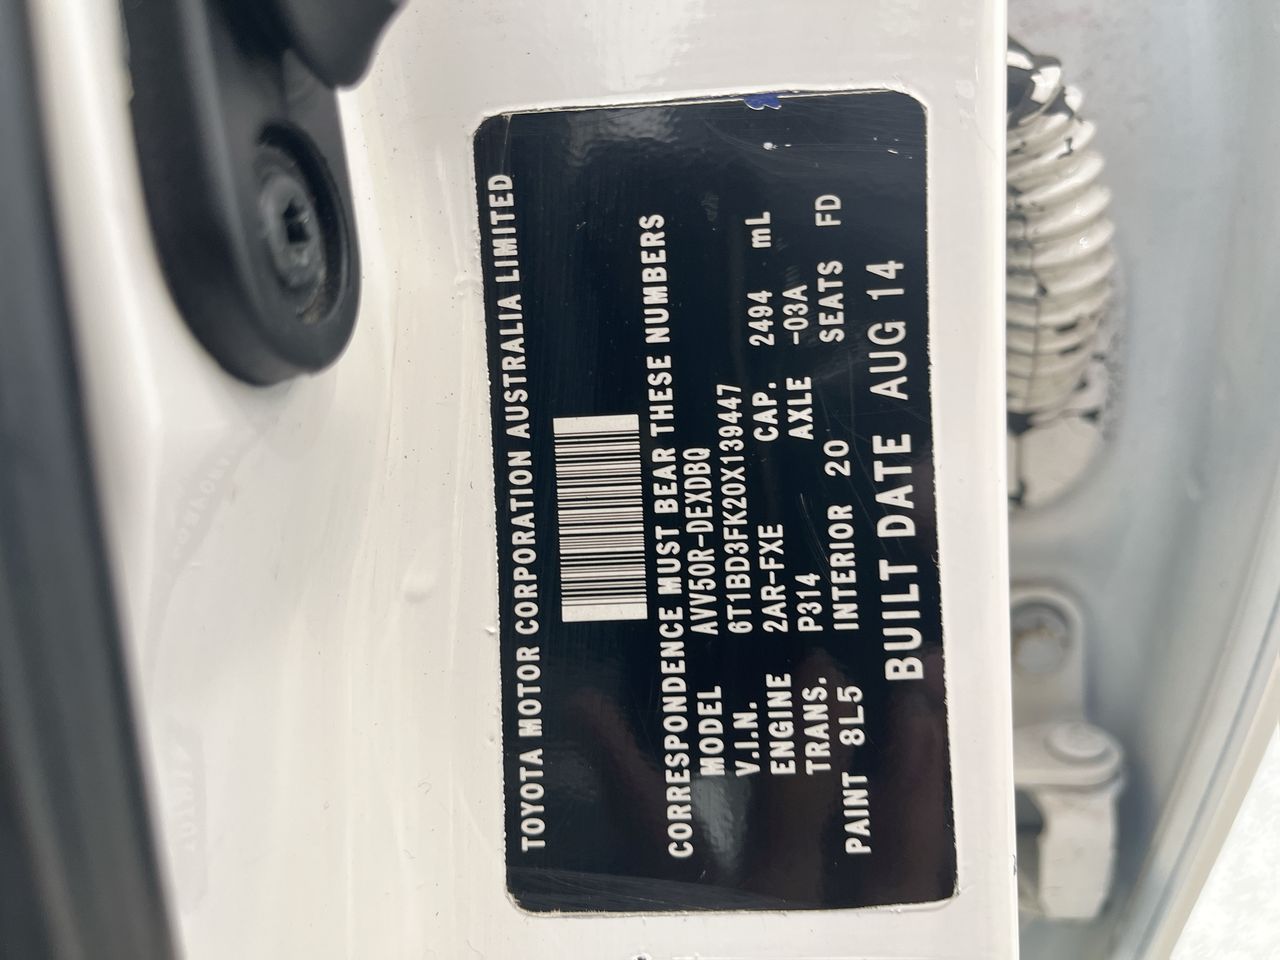 TOYOTA MOTOR CORPORATION AUSTRALIA LIMITED
CORRESPONDENCE MUST BEAR THESE NUMBERS
MODEL AVV50R-DEXDBQ
V.I.N. 6T1BD3FK20X139447
ENGINE 2AR-FXE CAP. 2494 mL
TRANS. P314 AXLE -03A
PAINT 8L5 INTERIOR 20 SEATS FD
BUILT DATE AUG 14